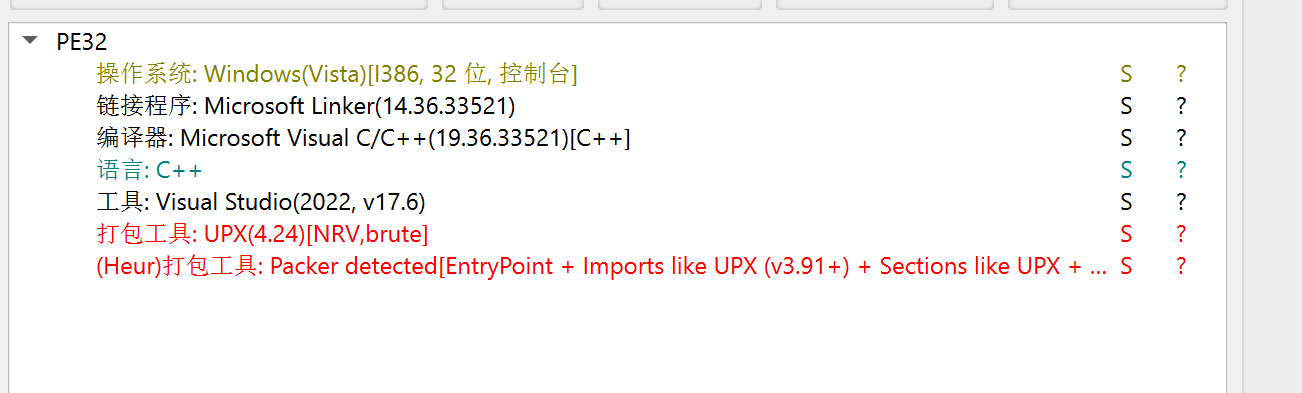 PE32
操作系统: Windows(Vista)[I386, 32 位, 控制台] S ?
链接程序: Microsoft Linker(14.36.33521) S ?
编译器: Microsoft Visual C/C++(19.36.33521)[C++] S ?
语言: C++ S ?
工具: Visual Studio(2022, v17.6) S ?
打包工具: UPX(4.24)[NRV,brute] S ?
(Heur)打包工具: Packer detected[EntryPoint + Imports like UPX (v3.91+) + Sections like UPX + ... S ?